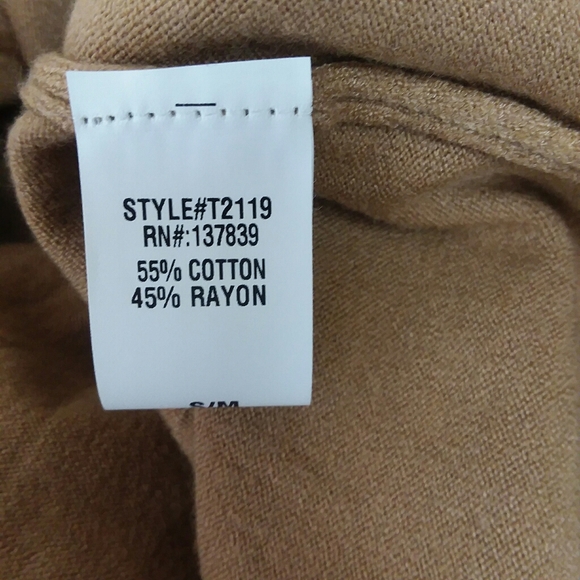 STYLE#T2119
RN#:137839
55% COTTON
45% RAYON
S/M